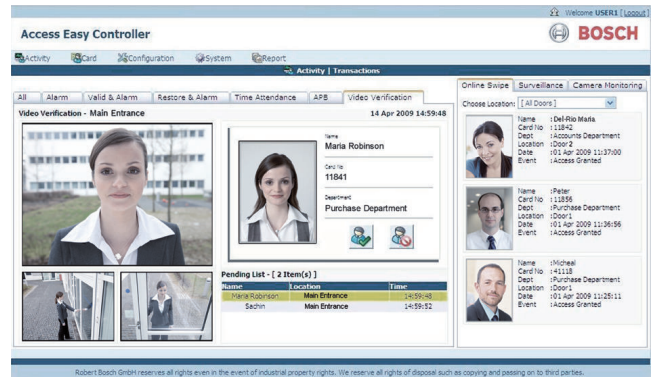 Welcome USER1 [Logout]
Access Easy Controller
BOSCH
Activity Card Configuration System Report
Activity | Transactions
All Alarm Valid & Alarm Restore & Alarm Time Attendance APB Video Verification
Video Verification - Main Entrance 14 Apr 2009 14:59:48
Name
Maria Robinson
Card No
11841
Department
Purchase Department
Pending List - [ 2 Item(s) ]
Name Location Time
Maria Robinson Main Entrance 14:59:48
Sachin Main Entrance 14:59:52
Online Swipe Surveillance Camera Monitoring
Choose Location: [ All Doors ]
Name : Del-Rio Maria
Card No : 11842
Dept : Accounts Department
Location : Door 2
Date : 01 Apr 2009 11:37:00
Event : Access Granted
Name : Peter
Card No : 11856
Dept : Purchase Department
Location : Door1
Date : 01 Apr 2009 11:36:56
Event : Access Granted
Name : Micheal
Card No : 41118
Dept : Purchase Department
Location : Door1
Date : 01 Apr 2009 11:25:11
Event : Access Granted
Robert Bosch GmbH reserves all rights even in the event of industrial property rights. We reserve all rights of disposal such as copying and passing on to third parties.